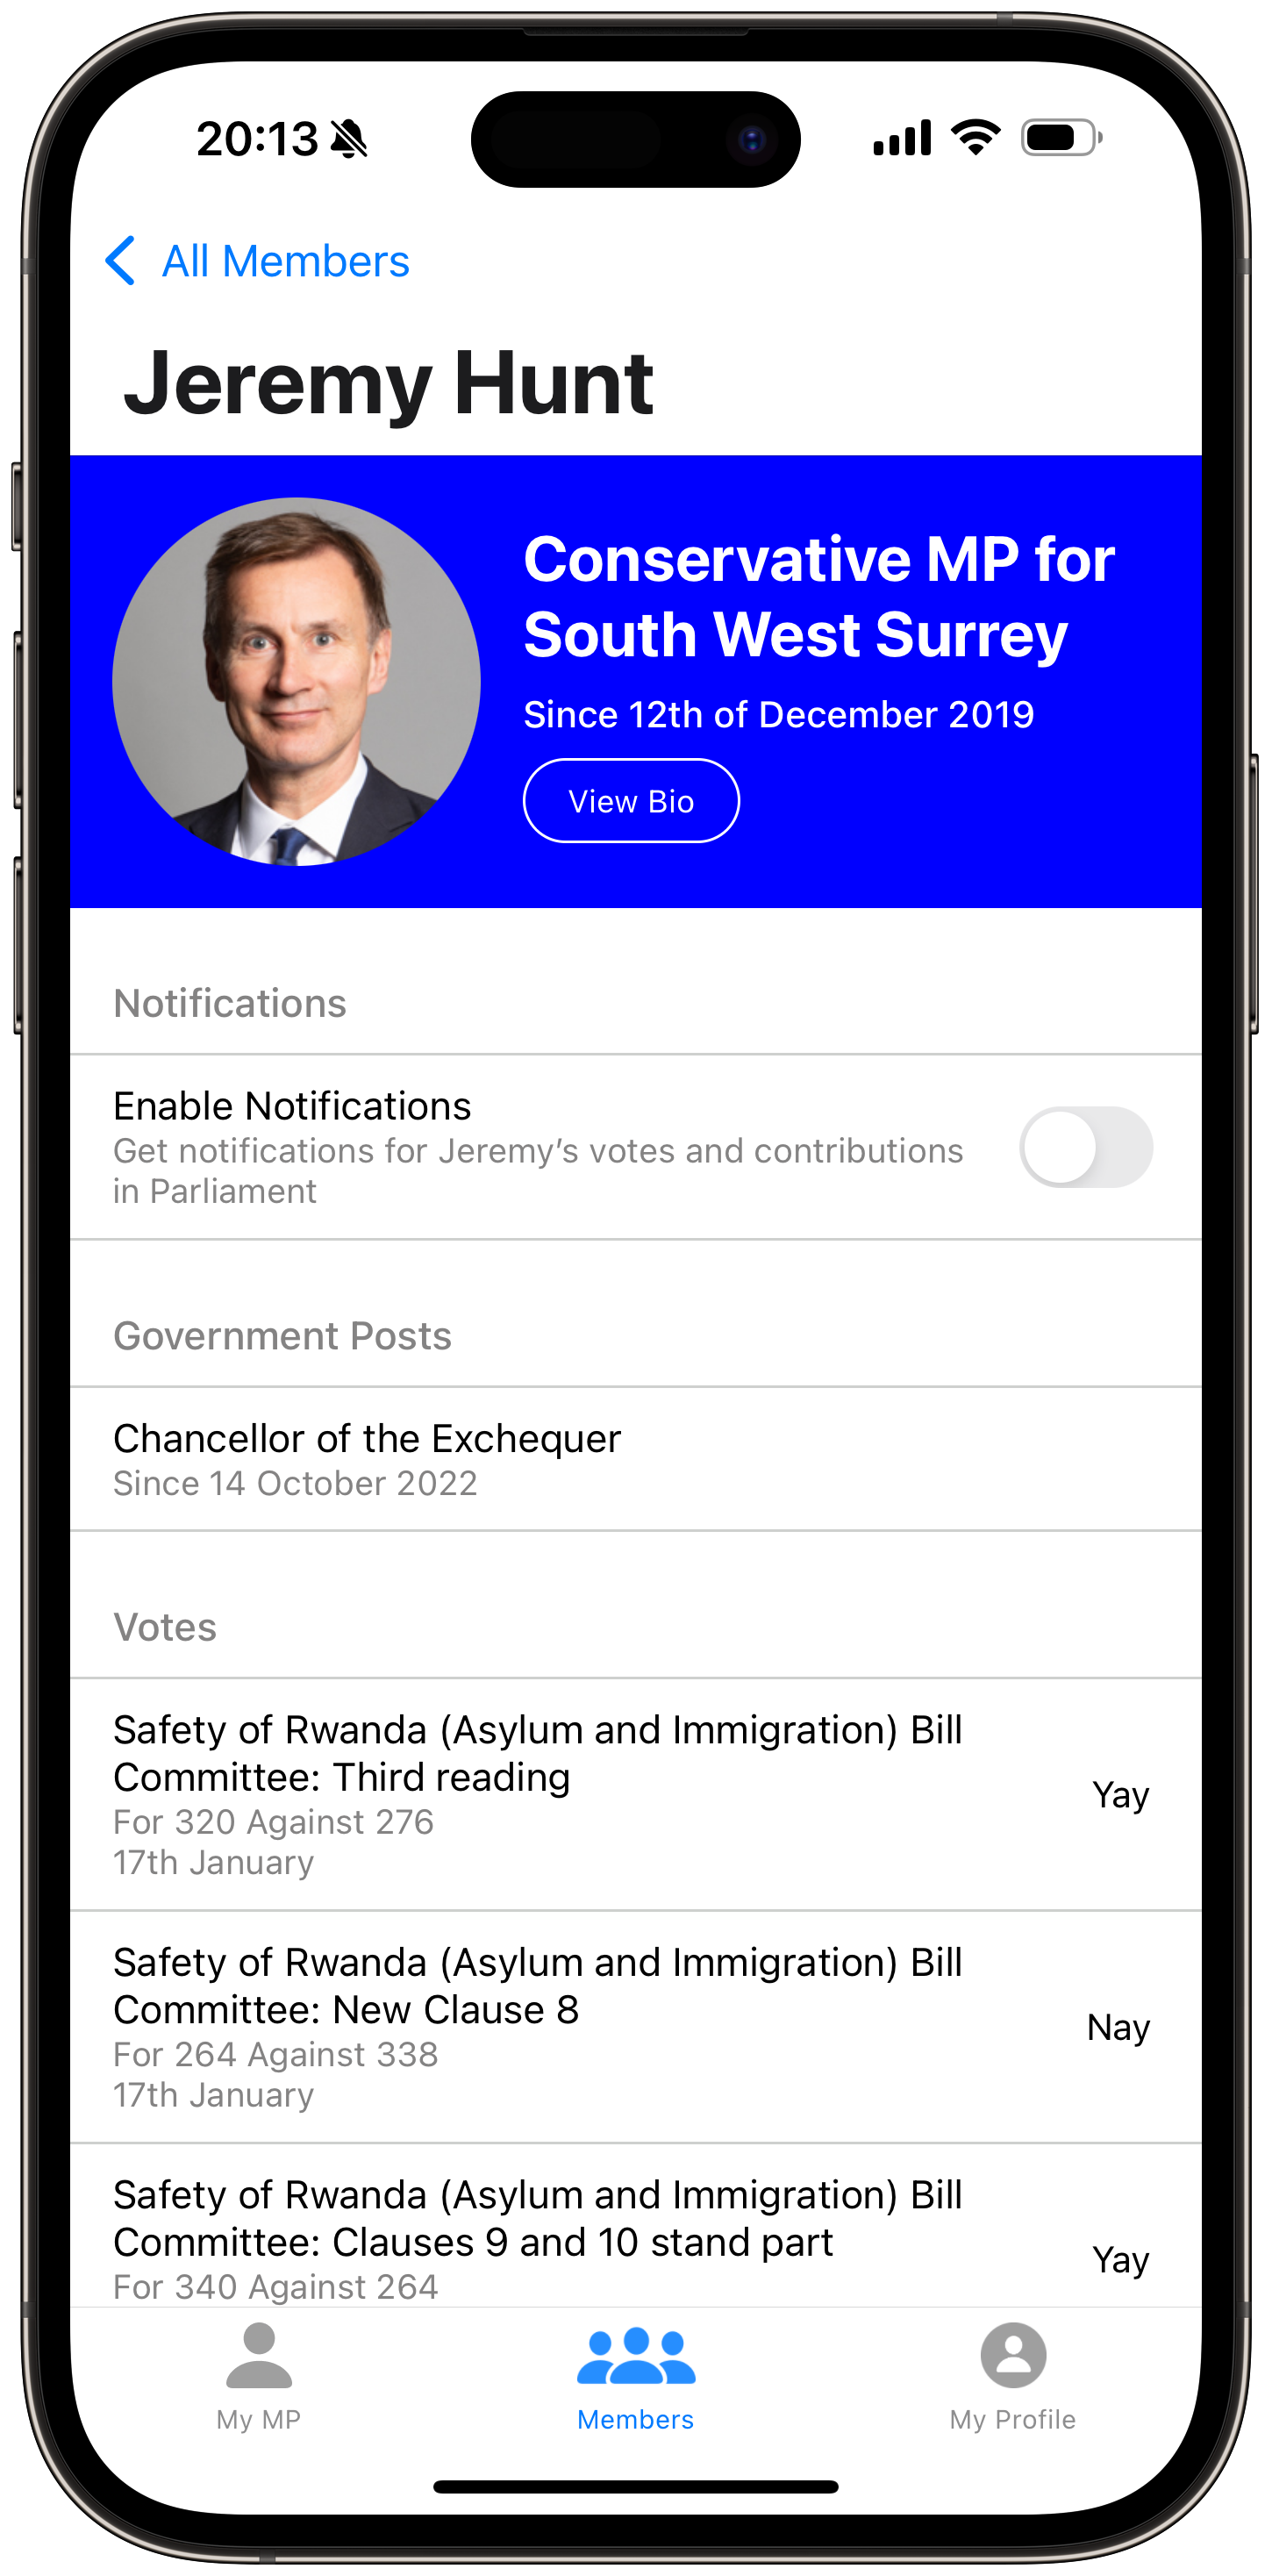 20:13
All Members
Jeremy Hunt
Conservative MP for
South West Surrey
Since 12th of December 2019
View Bio
Notifications
Enable Notifications
Get notifications for Jeremy’s votes and contributions
in Parliament
Government Posts
Chancellor of the Exchequer
Since 14 October 2022
Votes
Safety of Rwanda (Asylum and Immigration) Bill
Committee: Third reading
For 320 Against 276
17th January
Yay
Safety of Rwanda (Asylum and Immigration) Bill
Committee: New Clause 8
For 264 Against 338
17th January
Nay
Safety of Rwanda (Asylum and Immigration) Bill
Committee: Clauses 9 and 10 stand part
For 340 Against 264
Yay
My MP
Members
My Profile